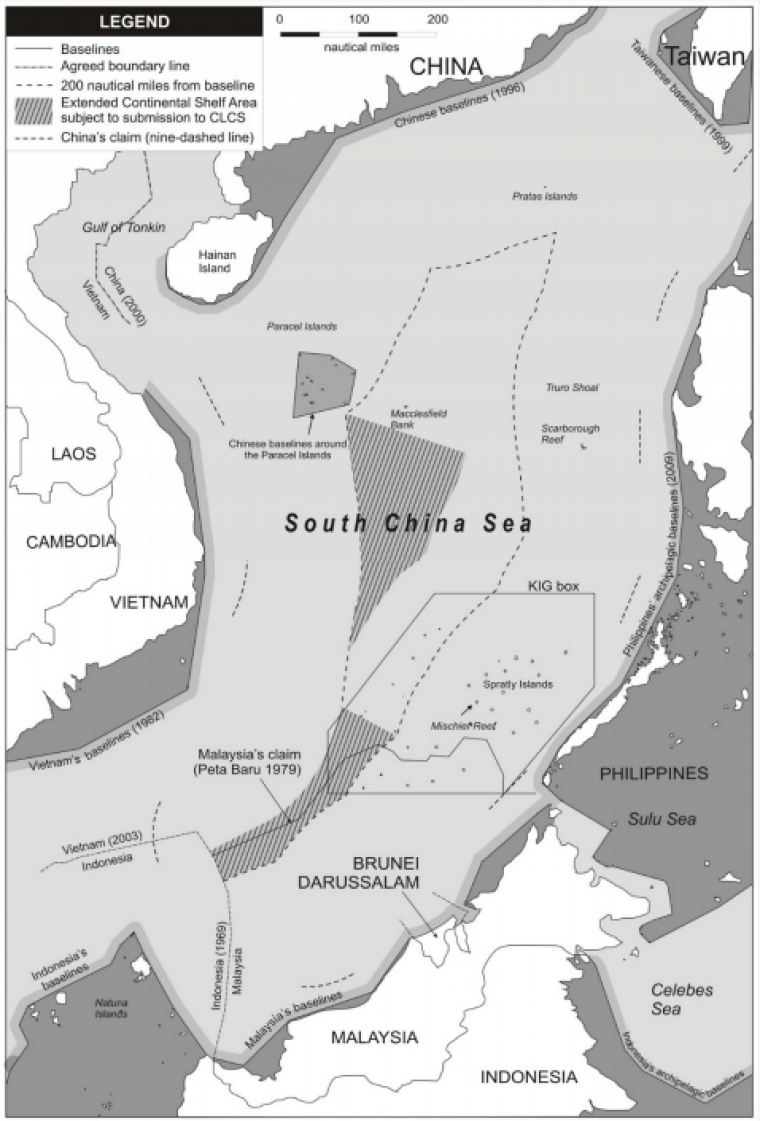 LEGEND
Baselines
Agreed boundary line
200 nautical miles from baseline
Extended Continental Shelf Area
subject to submission to CLCS
China's claim (nine-dashed line)
0 100 200
nautical miles
CHINA
Taiwan
Chinese baselines (1996)
Taiwanese baselines (1999)
Pratas Islands
Gulf of Tonkin
Hainan
Island
China (2000)
Vietnam
Paracel Islands
Truro Shoal
Macclesfield
Bank
Scarborough
Reef
Chinese baselines around
the Paracel Islands
LAOS
South China Sea
CAMBODIA
VIETNAM
KIG box
Philippines' archipelagic baselines (2009)
Spratly Islands
Mischief Reef
Vietnam's baselines (1982)
Malaysia's claim
(Peta Baru 1979)
PHILIPPINES
Sulu Sea
Vietnam (2003)
Indonesia
BRUNEI
DARUSSALAM
Indonesia (1969)
Malaysia
Indonesia's
baselines
Natuna
Islands
Malaysia's baselines
MALAYSIA
Celebes
Sea
INDONESIA
Indonesia's archipelagic baselines